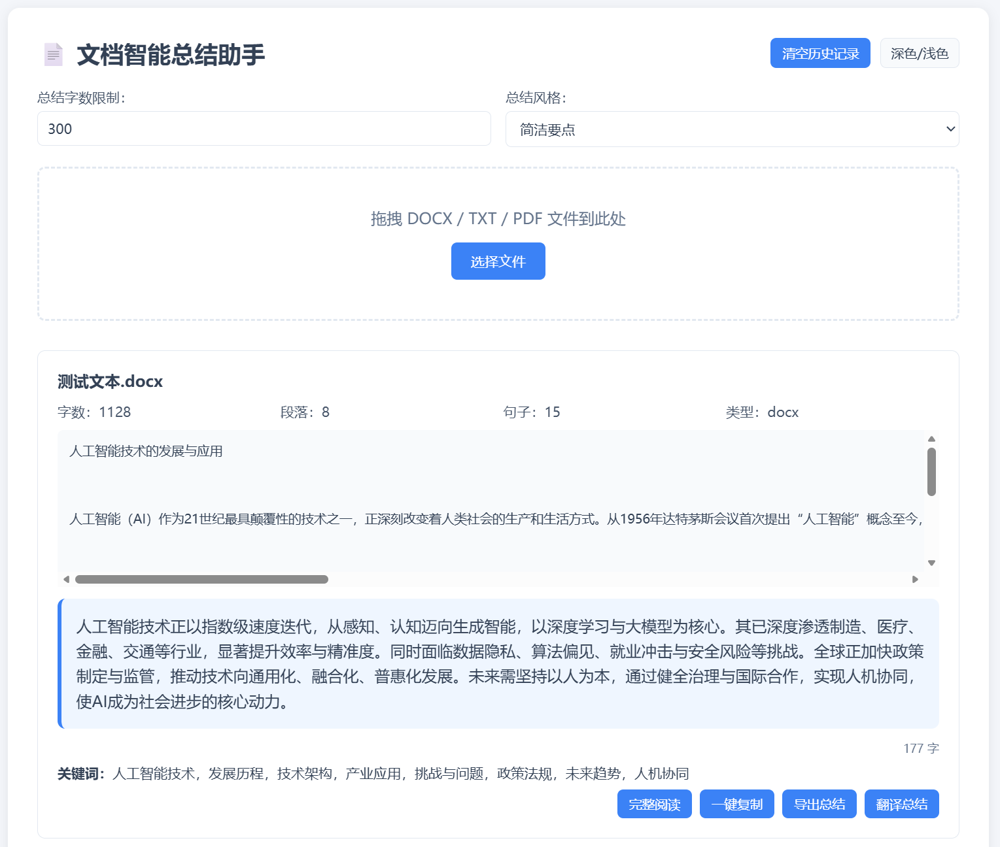 文档智能总结助手
清空历史记录
深色/浅色
总结字数限制：
总结风格：
300
简洁要点
拖拽 DOCX / TXT / PDF 文件到此处
选择文件
测试文本.docx
字数：1128
段落：8
句子：15
类型：docx
人工智能技术的发展与应用
人工智能（AI）作为21世纪最具颠覆性的技术之一，正深刻改变着人类社会的生产和生活方式。从1956年达特茅斯会议首次提出“人工智能”概念至今，
人工智能技术正以指数级速度迭代，从感知、认知迈向生成智能，以深度学习与大模型为核心。其已深度渗透制造、医疗、
金融、交通等行业，显著提升效率与精准度。同时面临数据隐私、算法偏见、就业冲击与安全风险等挑战。全球正加快政策
制定与监管，推动技术向通用化、融合化、普惠化发展。未来需坚持以人为本，通过健全治理与国际合作，实现人机协同，
使AI成为社会进步的核心动力。
177 字
关键词：人工智能技术，发展历程，技术架构，产业应用，挑战与问题，政策法规，未来趋势，人机协同
完整阅读
一键复制
导出总结
翻译总结